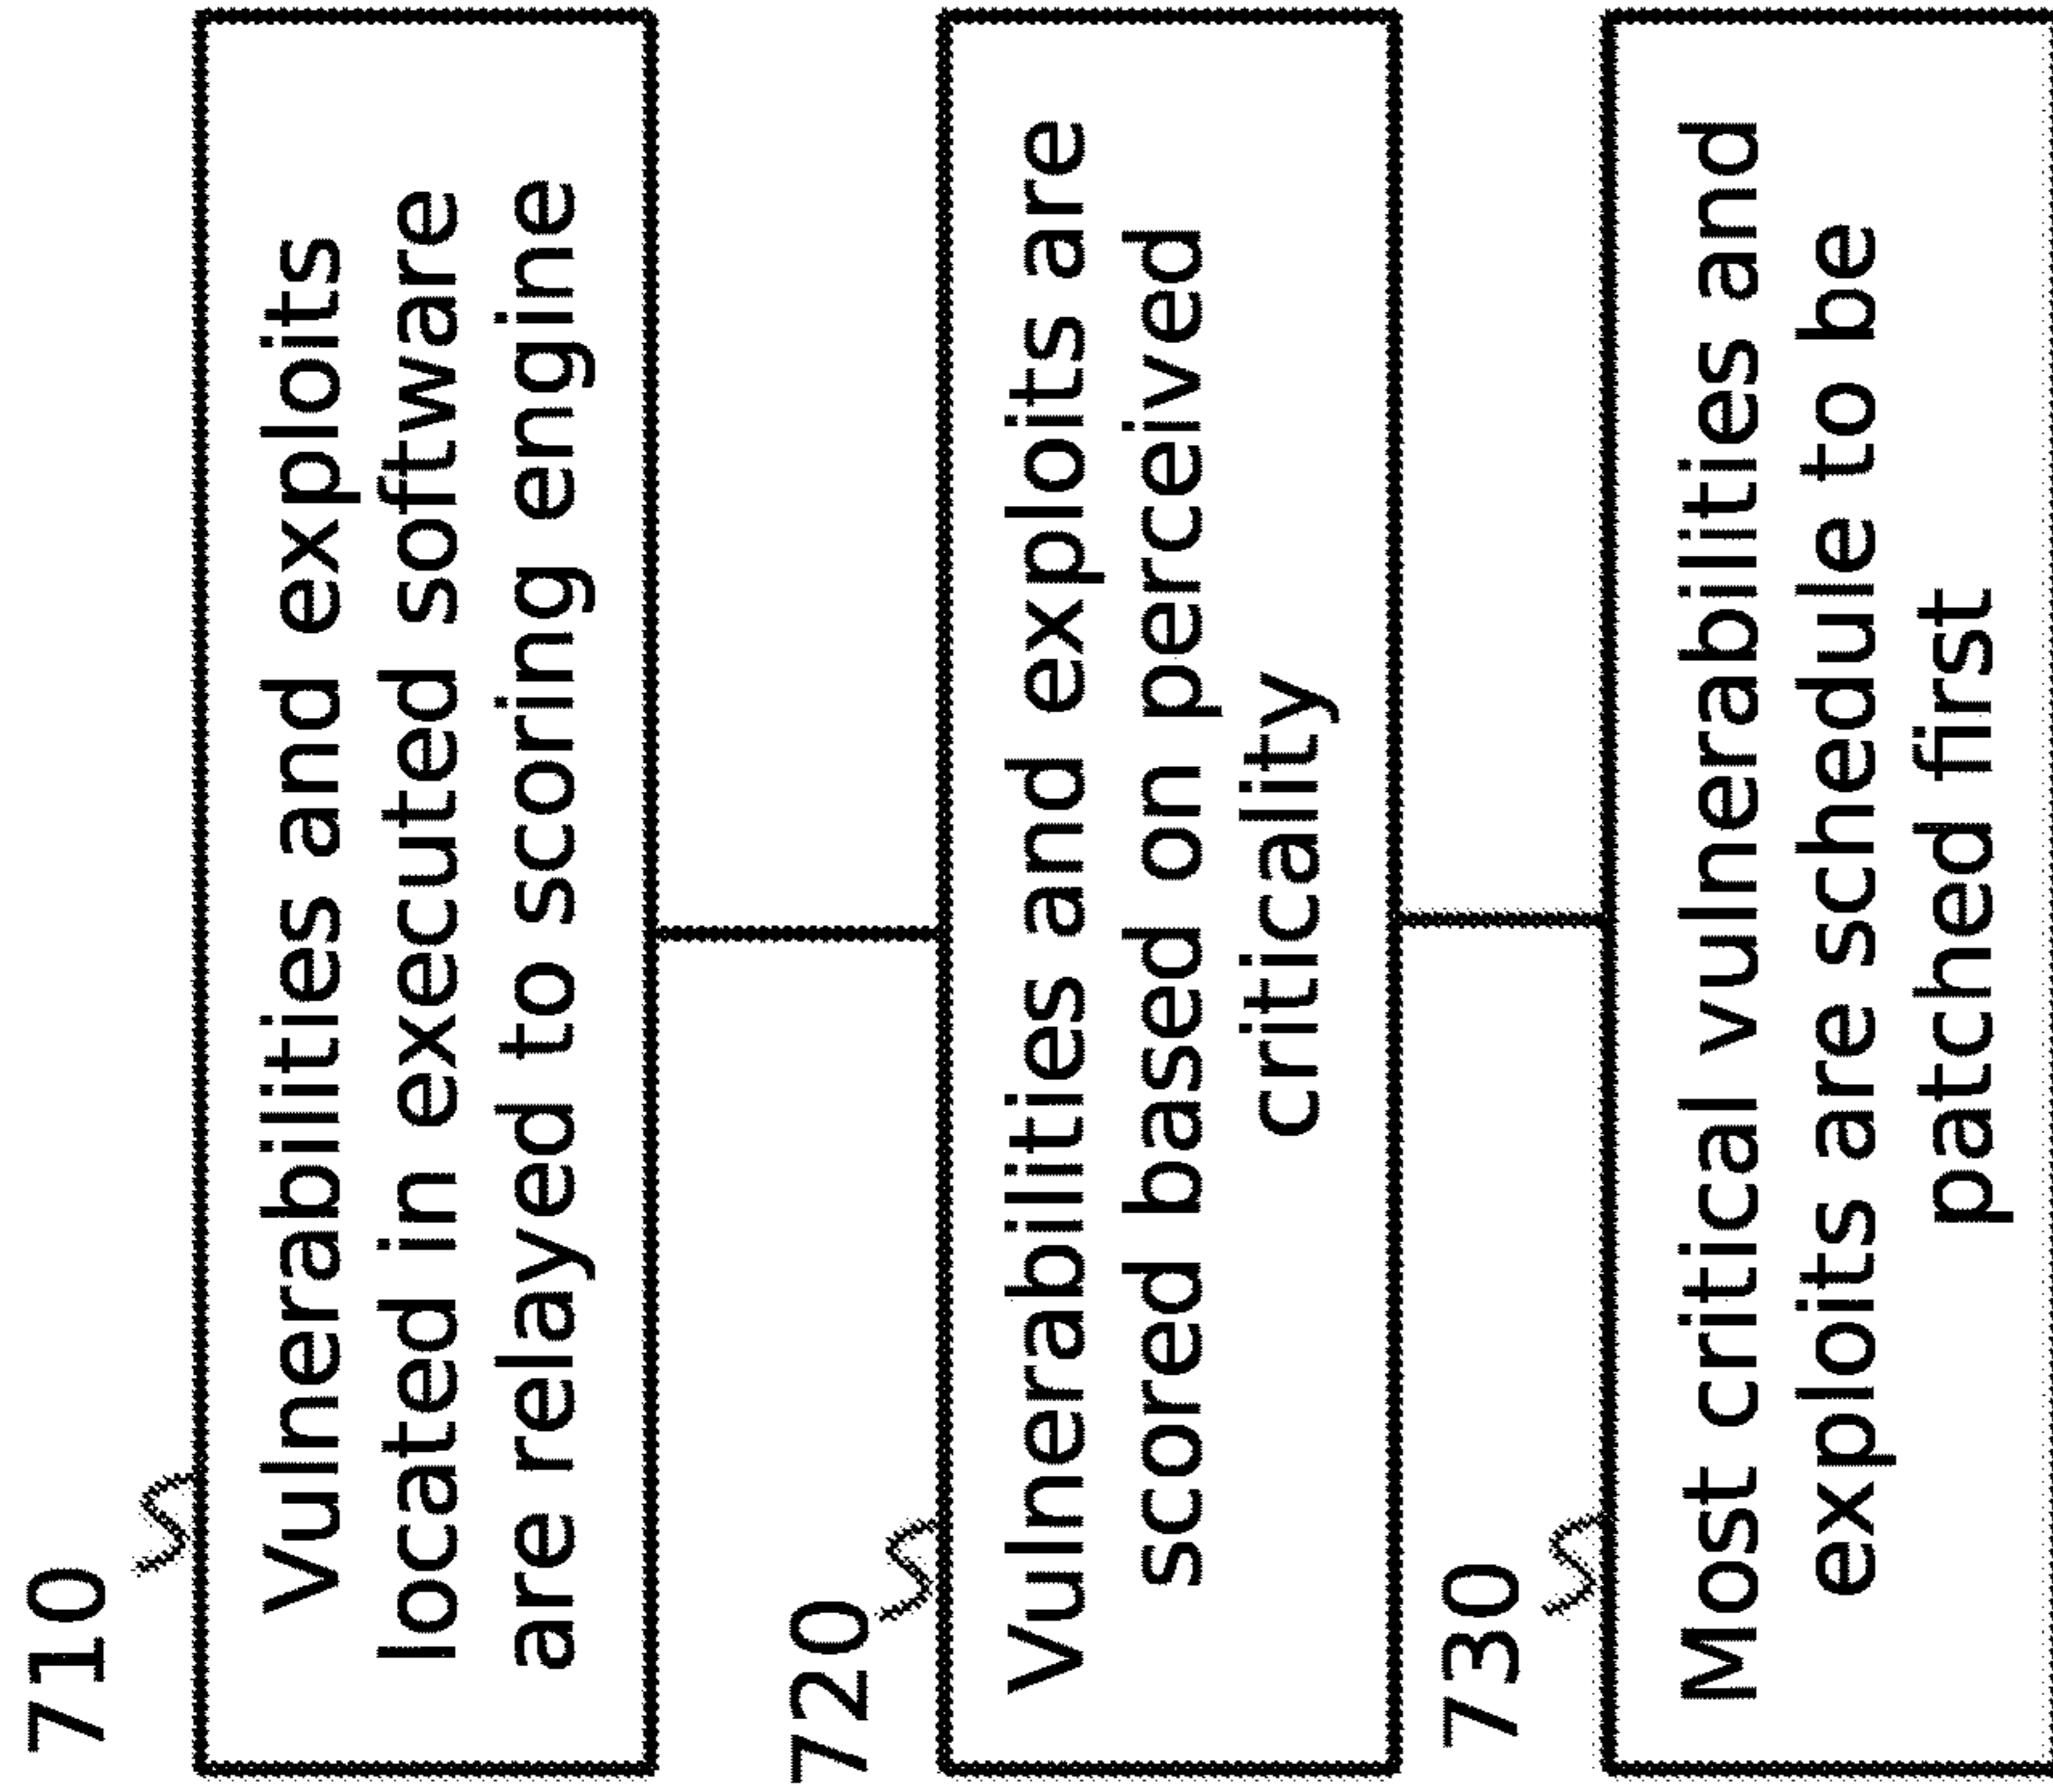 710
Vulnerabilities and exploits
located in executed software
are relayed to scoring engine
720
Vulnerabilities and exploits are
scored based on perceived
criticality
730
Most critical vulnerabilities and
exploits are schedule to be
patched first